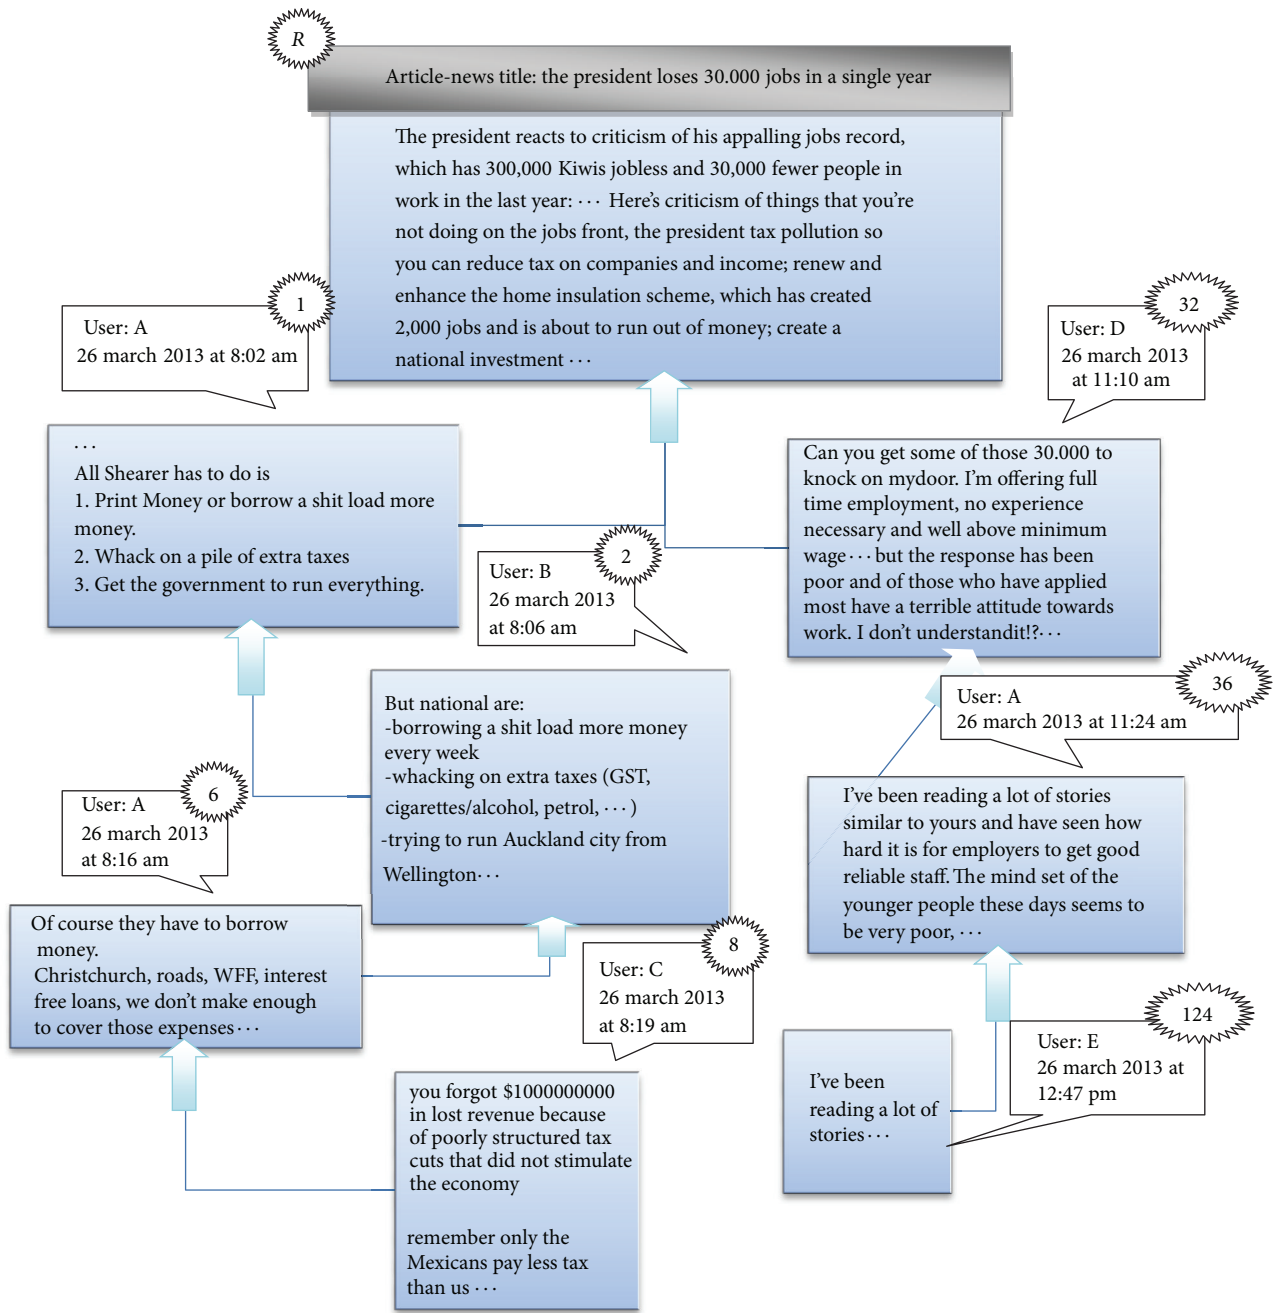 R
Article-news title: the president loses 30.000 jobs in a single year
The president reacts to criticism of his appalling jobs record,
which has 300,000 Kiwis jobless and 30,000 fewer people in
work in the last year: ··· Here's criticism of things that you're
not doing on the jobs front, the president tax pollution so
you can reduce tax on companies and income; renew and
enhance the home insulation scheme, which has created
2,000 jobs and is about to run out of money; create a
national investment ···
1
User: A
26 march 2013 at 8:02 am
32
User: D
26 march 2013
at 11:10 am
···
All Shearer has to do is
1. Print Money or borrow a shit load more
money.
2. Whack on a pile of extra taxes
3. Get the government to run everything.
Can you get some of those 30.000 to
knock on mydoor. I'm offering full
time employment, no experience
necessary and well above minimum
wage··· but the response has been
poor and of those who have applied
most have a terrible attitude towards
work. I don't understandit!?···
2
User: B
26 march 2013
at 8:06 am
36
User: A
26 march 2013 at 11:24 am
But national are:
-borrowing a shit load more money
every week
-whacking on extra taxes (GST,
cigarettes/alcohol, petrol, ··· )
-trying to run Auckland city from
Wellington···
6
User: A
26 march 2013
at 8:16 am
I've been reading a lot of stories
similar to yours and have seen how
hard it is for employers to get good
reliable staff. The mind set of the
younger people these days seems to
be very poor, ···
Of course they have to borrow
money.
Christchurch, roads, WFF, interest
free loans, we don't make enough
to cover those expenses···
8
User: C
26 march 2013
at 8:19 am
124
User: E
26 march 2013 at
12:47 pm
I've been
reading a lot of
stories···
you forgot $1000000000
in lost revenue because
of poorly structured tax
cuts that did not stimulate
the economy
remember only the
Mexicans pay less tax
than us ···